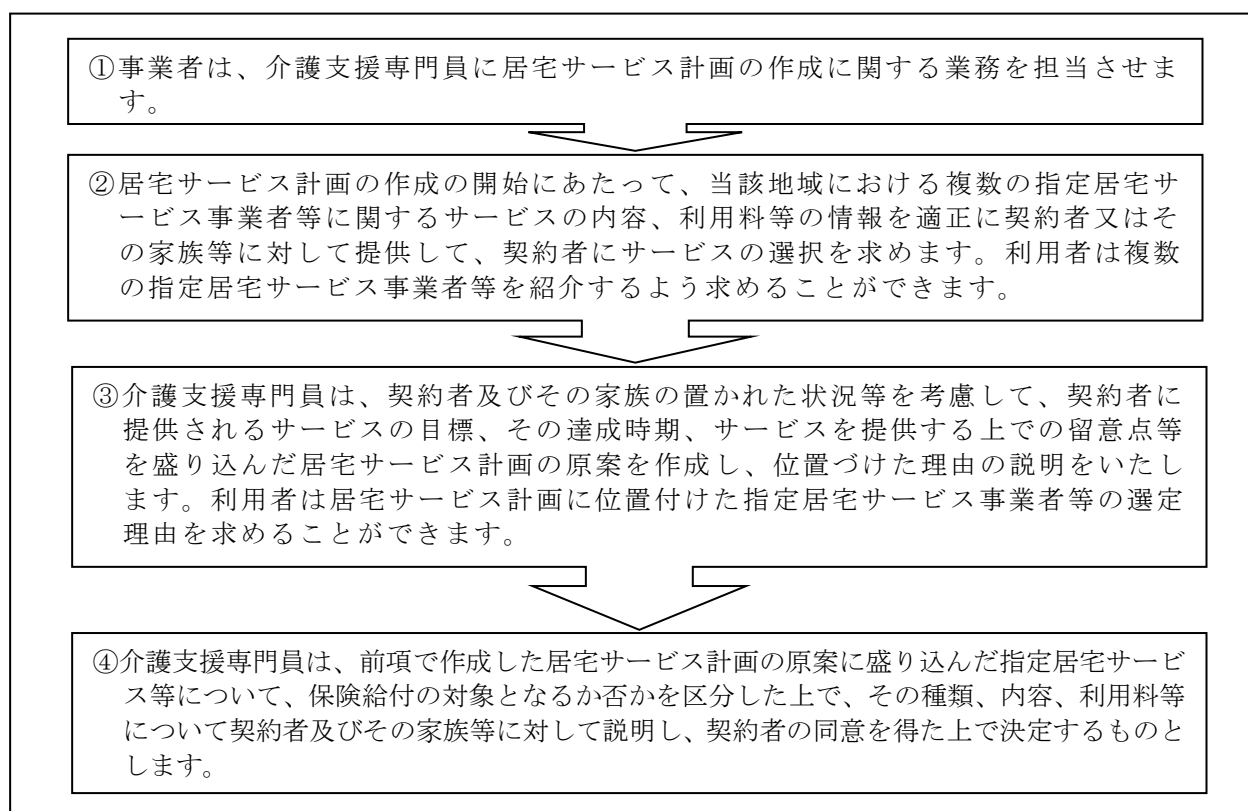 ①事業者は、介護支援専門員に居宅サービス計画の作成に関する業務を担当させま
す。
②居宅サービス計画の作成の開始にあたって、当該地域における複数の指定居宅サ
ービス事業者等に関するサービスの内容、利用料等の情報を適正に契約者又はそ
の家族等に対して提供して、契約者にサービスの選択を求めます。利用者は複数
の指定居宅サービス事業者等を紹介するよう求めることができます。
③介護支援専門員は、契約者及びその家族の置かれた状況等を考慮して、契約者に
提供されるサービスの目標、その達成時期、サービスを提供する上での留意点等
を盛り込んだ居宅サービス計画の原案を作成し、位置づけた理由の説明をいたし
ます。利用者は居宅サービス計画に位置付けた指定居宅サービス事業者等の選定
理由を求めることができます。
④介護支援専門員は、前項で作成した居宅サービス計画の原案に盛り込んだ指定居宅サービ
ス等について、保険給付の対象となるか否かを区分した上で、その種類、内容、利用料等
について契約者及びその家族等に対して説明し、契約者の同意を得た上で決定するものと
します。